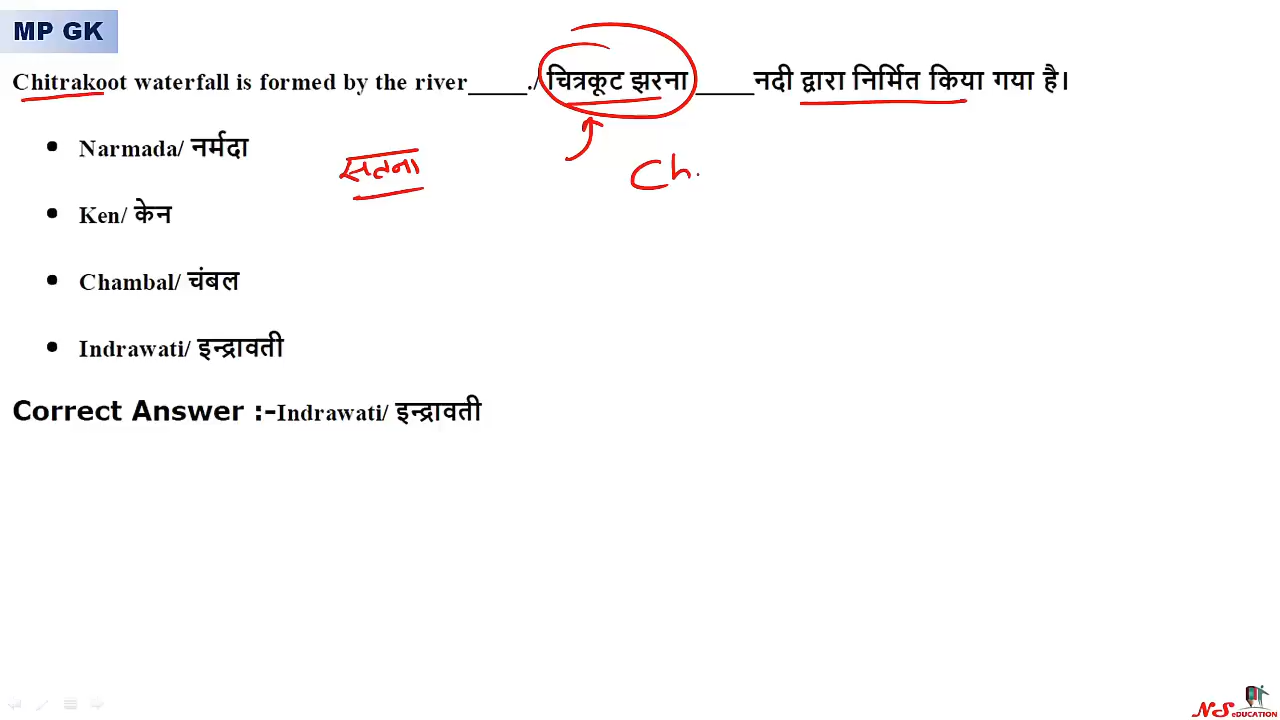 MP GK
Chitrakoot waterfall is formed by the river_____./ चित्रकूट झरना _____नदी द्वारा निर्मित किया गया है।
• Narmada/ नर्मदा
सतना
Ch.
• Ken/ केन
• Chambal/ चंबल
• Indrawati/ इन्द्रावती
Correct Answer :-Indrawati/ इन्द्रावती
NS eDUCATION